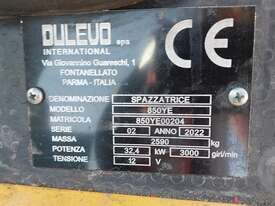 DULEVO spa
INTERNATIONAL
CE
Via Giovannino Guareschi, 1
FONTANELLATO
PARMA - ITALIA
DENOMINAZIONE SPAZZATRICE
MODELLO 850YE
MATRICOLA 850YE00204
SERIE 02 ANNO 2022
MASSA 2590 kg
POTENZA 32,4 kW 3000 giri/min
TENSIONE 12 V